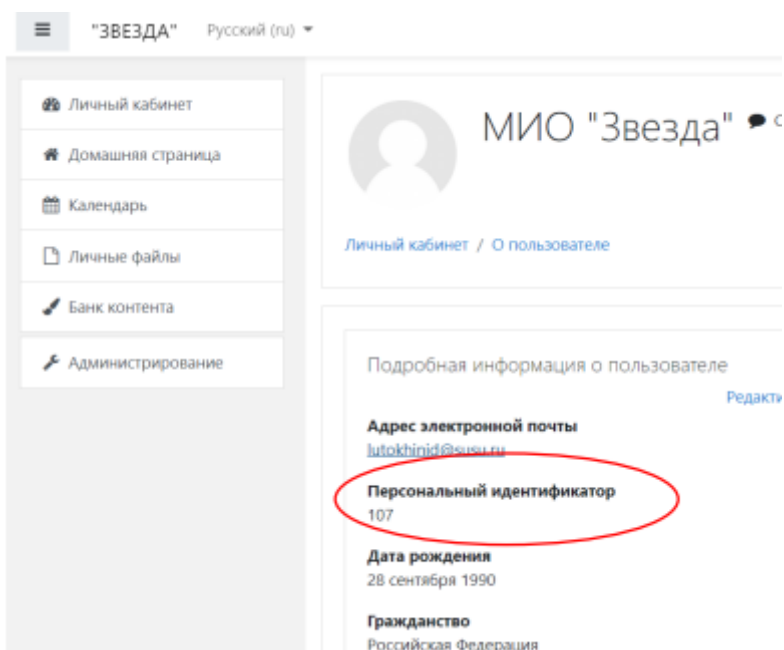 "ЗВЕЗДА" Русский (ru)
Личный кабинет
Домашняя страница
Календарь
Личные файлы
Банк контента
Администрирование
МИО "Звезда"
Личный кабинет / О пользователе
Подробная информация о пользователе
Редакти
Адрес электронной почты
lutokhinid@susu.ru
Персональный идентификатор
107
Дата рождения
28 сентября 1990
Гражданство
Российская Федерация